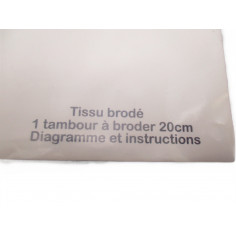 Tissu brodé
1 tambour à broder 20cm
Diagramme et instructions